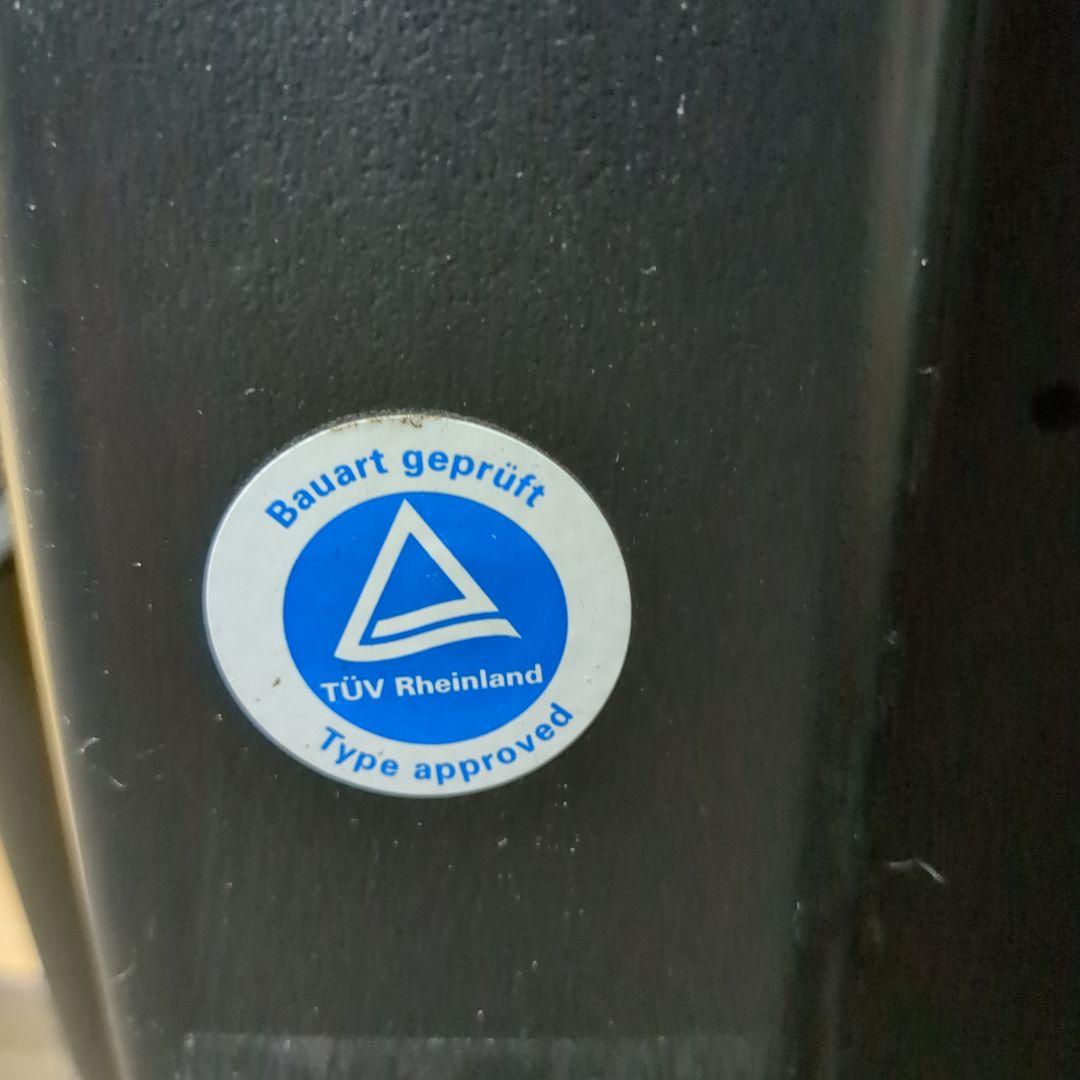 Bauart geprüft
TÜV Rheinland
Type approved